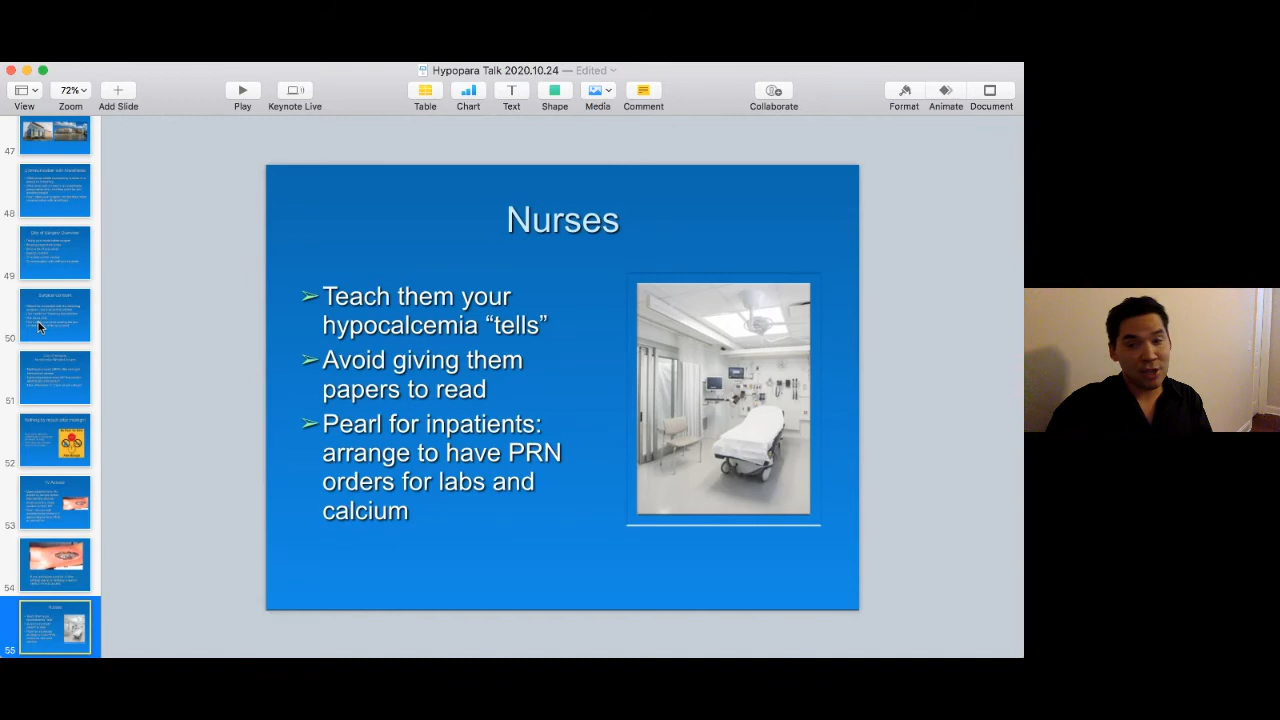 Hypopara Talk 2020.10.24 — Edited
72%
View
Zoom
Add Slide
Play
Keynote Live
Table
Chart
Text
Shape
Media
Comment
Collaborate
Format
Animate
Document
47
48
49
50
51
52
53
54
55
Nurses
Teach them your
hypocalcemia “tells”
Avoid giving them
papers to read
Pearl for inpatients:
arrange to have PRN
orders for labs and
calcium